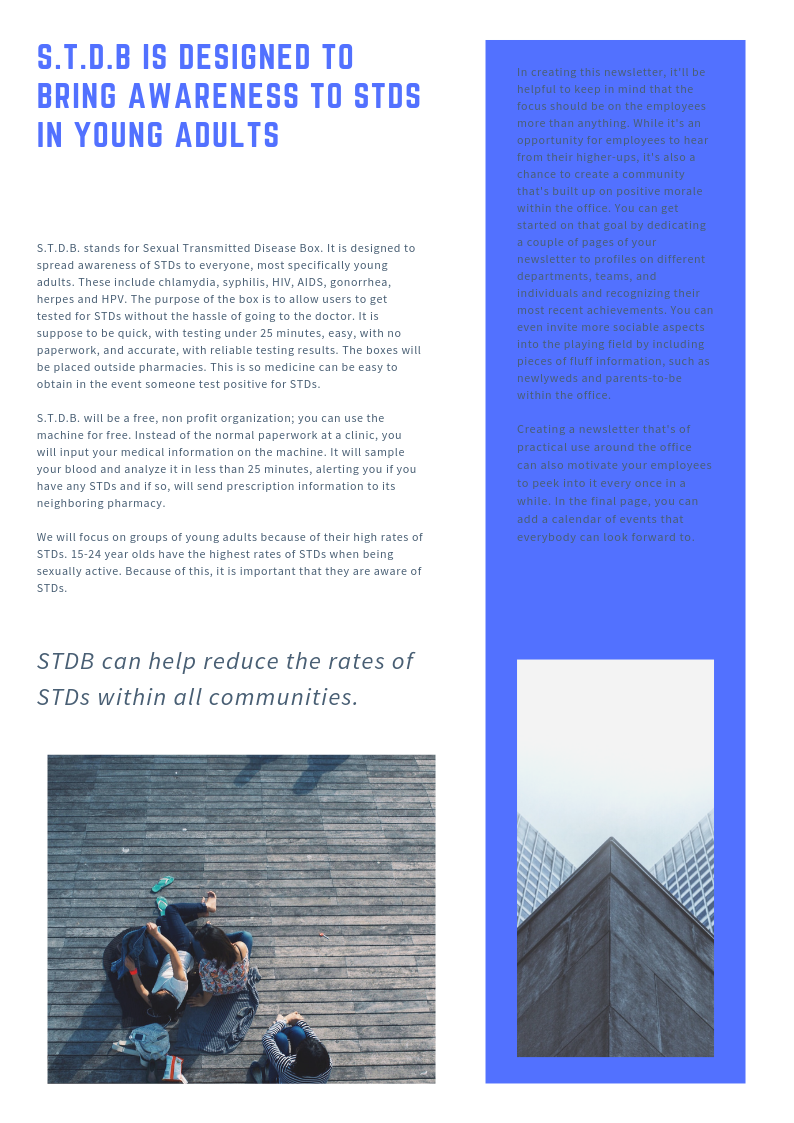 S.T.D.B IS DESIGNED TO
BRING AWARENESS TO STDS
IN YOUNG ADULTS
S.T.D.B. stands for Sexual Transmitted Disease Box. It is designed to
spread awareness of STDs to everyone, most specifically young
adults. These include chlamydia, syphilis, HIV, AIDS, gonorrhea,
herpes and HPV. The purpose of the box is to allow users to get
tested for STDs without the hassle of going to the doctor. It is
suppose to be quick, with testing under 25 minutes, easy, with no
paperwork, and accurate, with reliable testing results. The boxes will
be placed outside pharmacies. This is so medicine can be easy to
obtain in the event someone test positive for STDs.
S.T.D.B. will be a free, non profit organization; you can use the
machine for free. Instead of the normal paperwork at a clinic, you
will input your medical information on the machine. It will sample
your blood and analyze it in less than 25 minutes, alerting you if you
have any STDs and if so, will send prescription information to its
neighboring pharmacy.
We will focus on groups of young adults because of their high rates of
STDs. 15-24 year olds have the highest rates of STDs when being
sexually active. Because of this, it is important that they are aware of
STDs.
STDB can help reduce the rates of
STDs within all communities.
In creating this newsletter, it'll be
helpful to keep in mind that the
focus should be on the employees
more than anything. While it's an
opportunity for employees to hear
from their higher-ups, it's also a
chance to create a community
that's built up on positive morale
within the office. You can get
started on that goal by dedicating
a couple of pages of your
newsletter to profiles on different
departments, teams, and
individuals and recognizing their
most recent achievements. You can
even invite more sociable aspects
into the playing field by including
pieces of fluff information, such as
newlyweds and parents-to-be
within the office.
Creating a newsletter that's of
practical use around the office
can also motivate your employees
to peek into it every once in a
while. In the final page, you can
add a calendar of events that
everybody can look forward to.